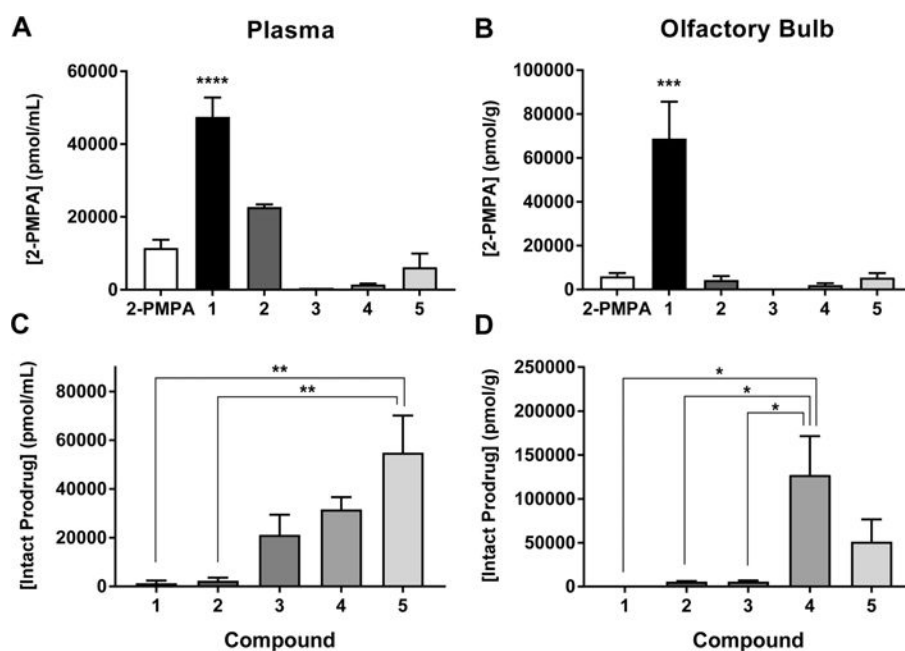 A
Plasma
[2-PMPA] (pmol/mL)
60000
40000
20000
0
****
2-PMPA 1 2 3 4 5
B
Olfactory Bulb
[2-PMPA] (pmol/g)
100000
80000
60000
40000
20000
0
***
2-PMPA 1 2 3 4 5
C
[Intact Prodrug] (pmol/mL)
80000
60000
40000
20000
0
**
**
1 2 3 4 5
Compound
D
[Intact Prodrug] (pmol/g)
250000
200000
150000
100000
50000
0
*
*
*
1 2 3 4 5
Compound